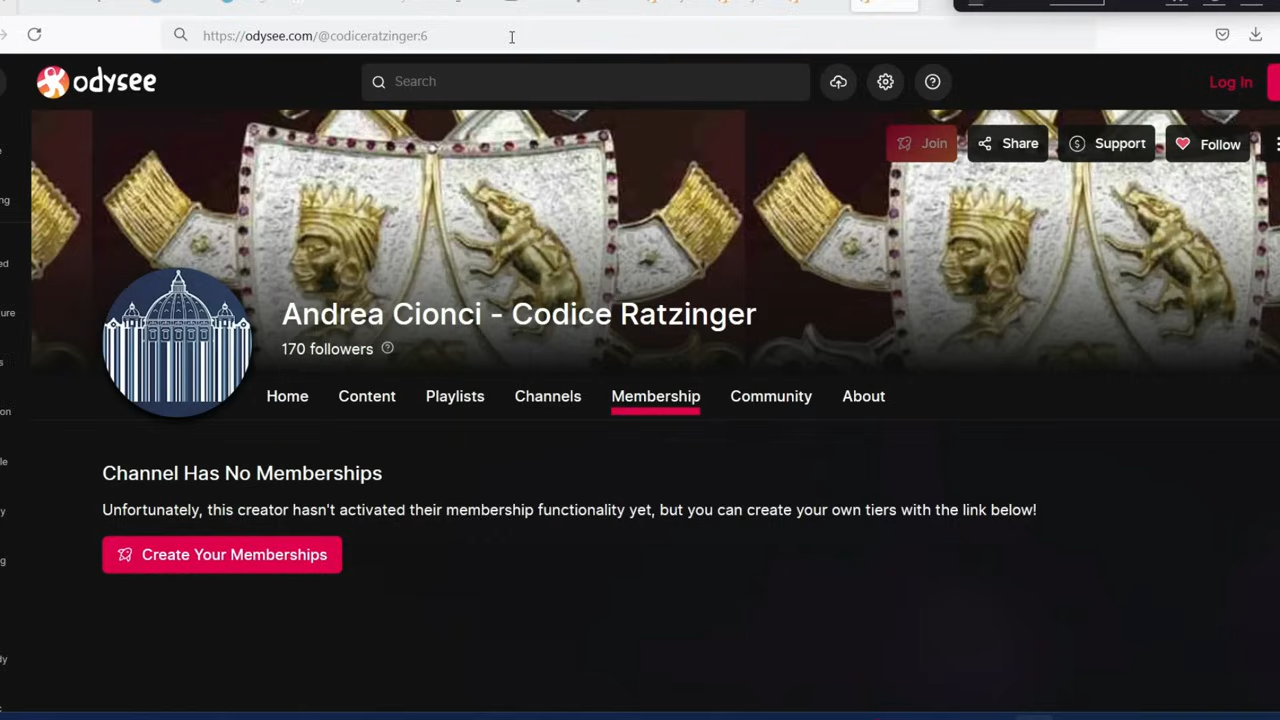 https://odysee.com/@codiceratzinger:6
odysee
Search
Log In
Join
Share
Support
Follow
Andrea Cionci - Codice Ratzinger
170 followers
Home
Content
Playlists
Channels
Membership
Community
About
Channel Has No Memberships
Unfortunately, this creator hasn't activated their membership functionality yet, but you can create your own tiers with the link below!
Create Your Memberships